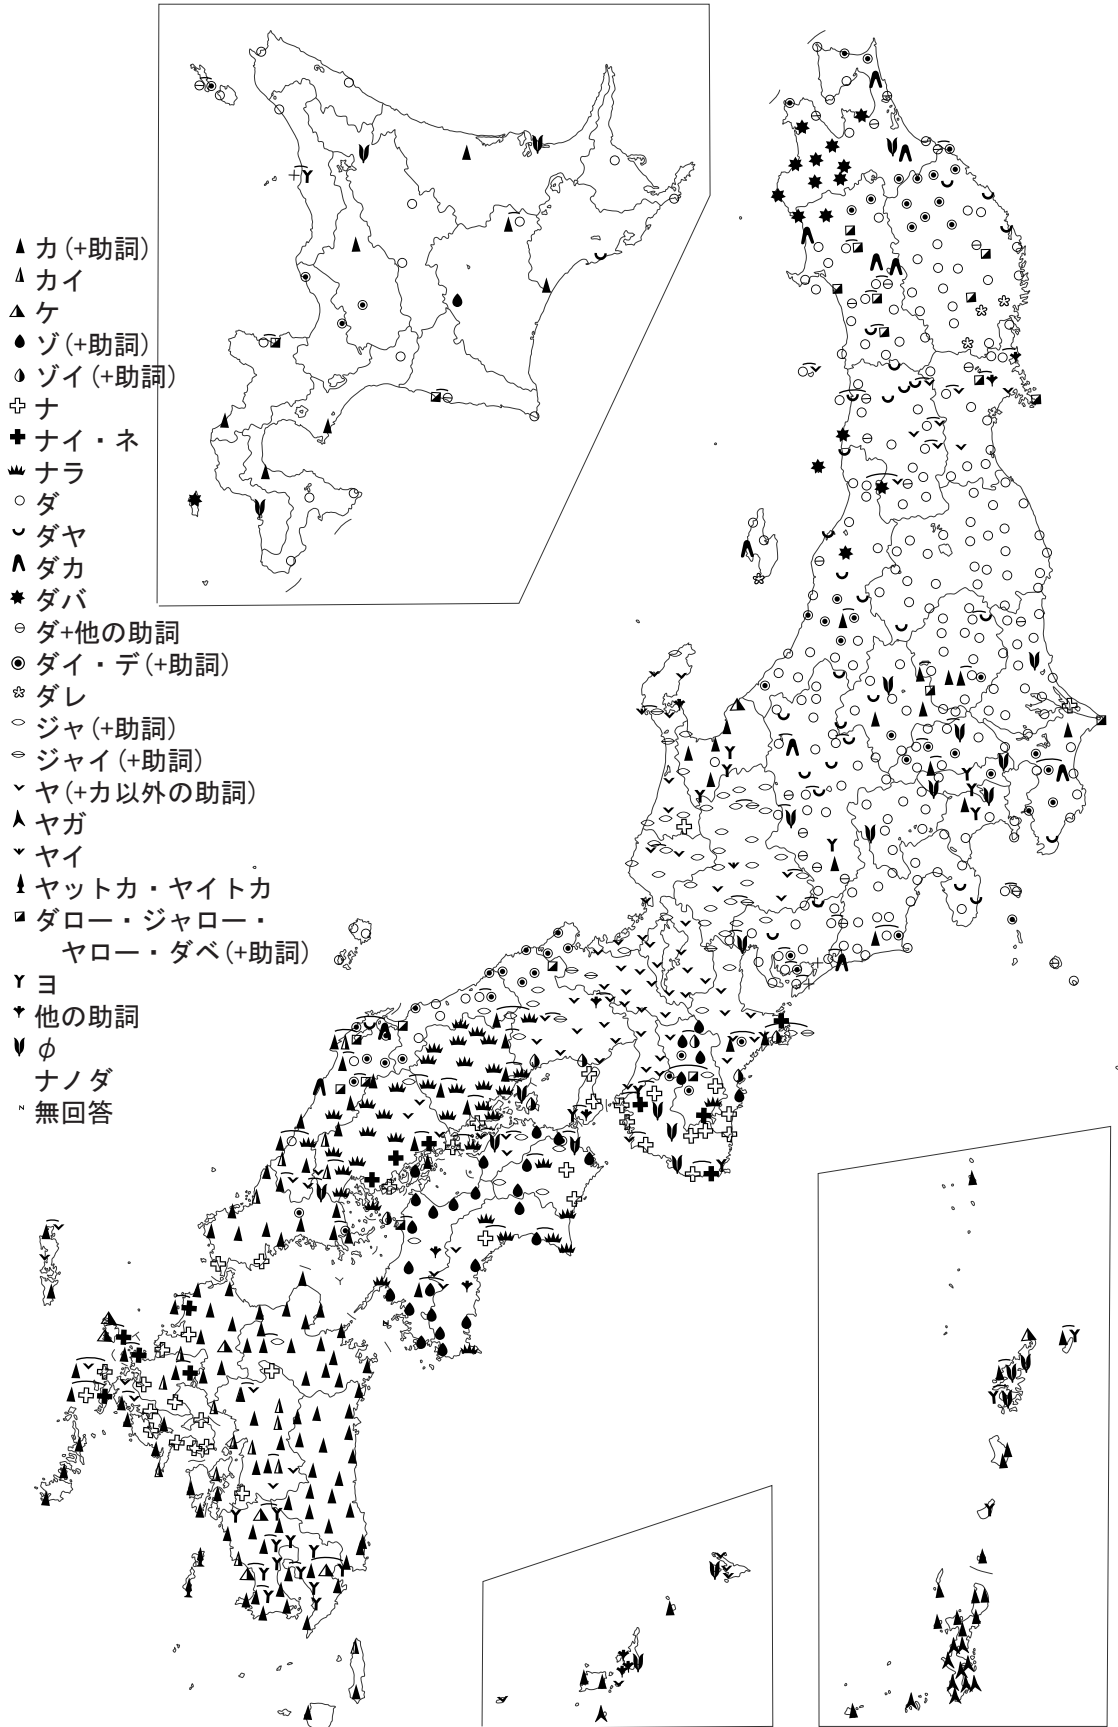 カ(+助詞)
カイ
ケ
ゾ(+助詞)
ゾイ(+助詞)
ナ
ナイ・ネ
ナラ
ダ
ダヤ
ダカ
ダバ
ダ+他の助詞
ダイ・デ(+助詞)
ダレ
ジャ(+助詞)
ジャイ(+助詞)
ヤ(+カ以外の助詞)
ヤガ
ヤイ
ヤットカ・ヤイトカ
ダロー・ジャロー・
ヤロー・ダベ(+助詞)
ヨ
他の助詞
φ
ナノダ
N 無回答